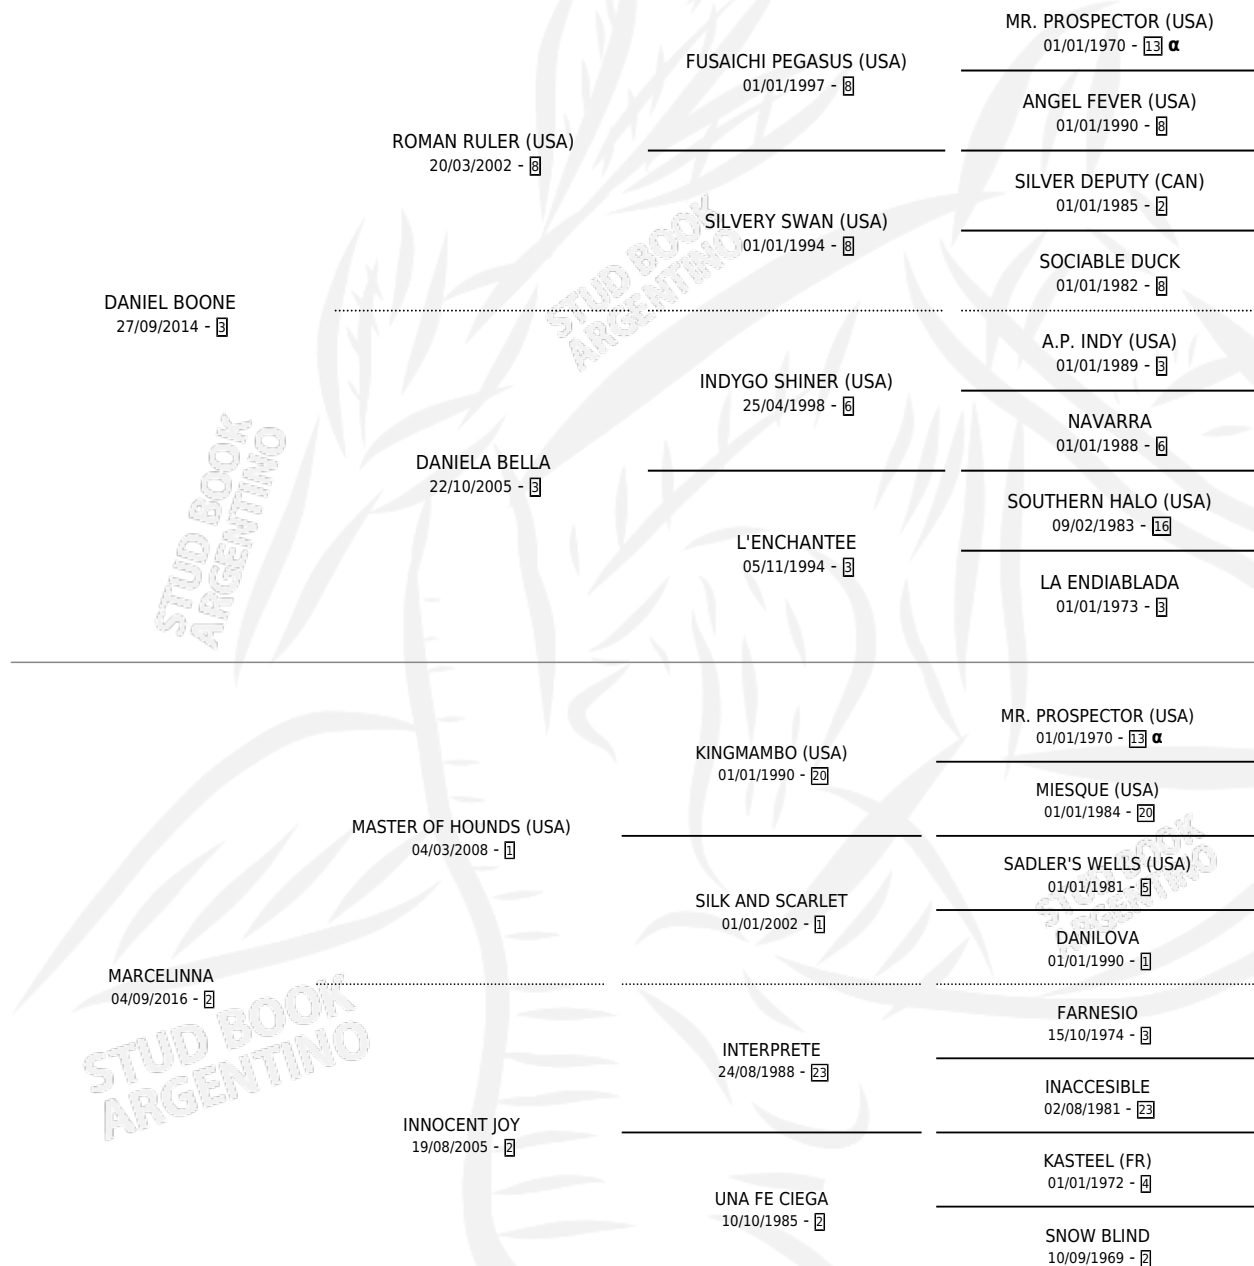 MR. PROSPECTOR (USA)
01/01/1970 - 13 α
FUSAICHI PEGASUS (USA)
01/01/1997 - 8
ANGEL FEVER (USA)
01/01/1990 - 8
ROMAN RULER (USA)
20/03/2002 - 8
SILVER DEPUTY (CAN)
01/01/1985 - 2
SILVERY SWAN (USA)
01/01/1994 - 8
SOCIABLE DUCK
01/01/1982 - 8
DANIEL BOONE
27/09/2014 - 3
A.P. INDY (USA)
01/01/1989 - 3
INDYGO SHINER (USA)
25/04/1998 - 6
NAVARRA
01/01/1988 - 6
DANIELA BELLA
22/10/2005 - 3
SOUTHERN HALO (USA)
09/02/1983 - 16
L'ENCHANTEE
05/11/1994 - 3
LA ENDIABLADA
01/01/1973 - 3
STUD BOOK
ARGENTINO
STUD BOOK
ARGENTINO
MR. PROSPECTOR (USA)
01/01/1970 - 13 α
KINGMAMBO (USA)
01/01/1990 - 20
MIESQUE (USA)
01/01/1984 - 20
MASTER OF HOUNDS (USA)
04/03/2008 - 1
SADLER'S WELLS (USA)
01/01/1981 - 5
SILK AND SCARLET
01/01/2002 - 1
DANILOVA
01/01/1990 - 1
MARCELINNA
04/09/2016 - 2
FARNESIO
15/10/1974 - 3
INTERPRETE
24/08/1988 - 23
INACCESIBLE
02/08/1981 - 23
INNOCENT JOY
19/08/2005 - 2
KASTEEL (FR)
01/01/1972 - 4
UNA FE CIEGA
10/10/1985 - 2
SNOW BLIND
10/09/1969 - 2
STUD BOOK
ARGENTINO
STUD BOOK
ARGENTINO